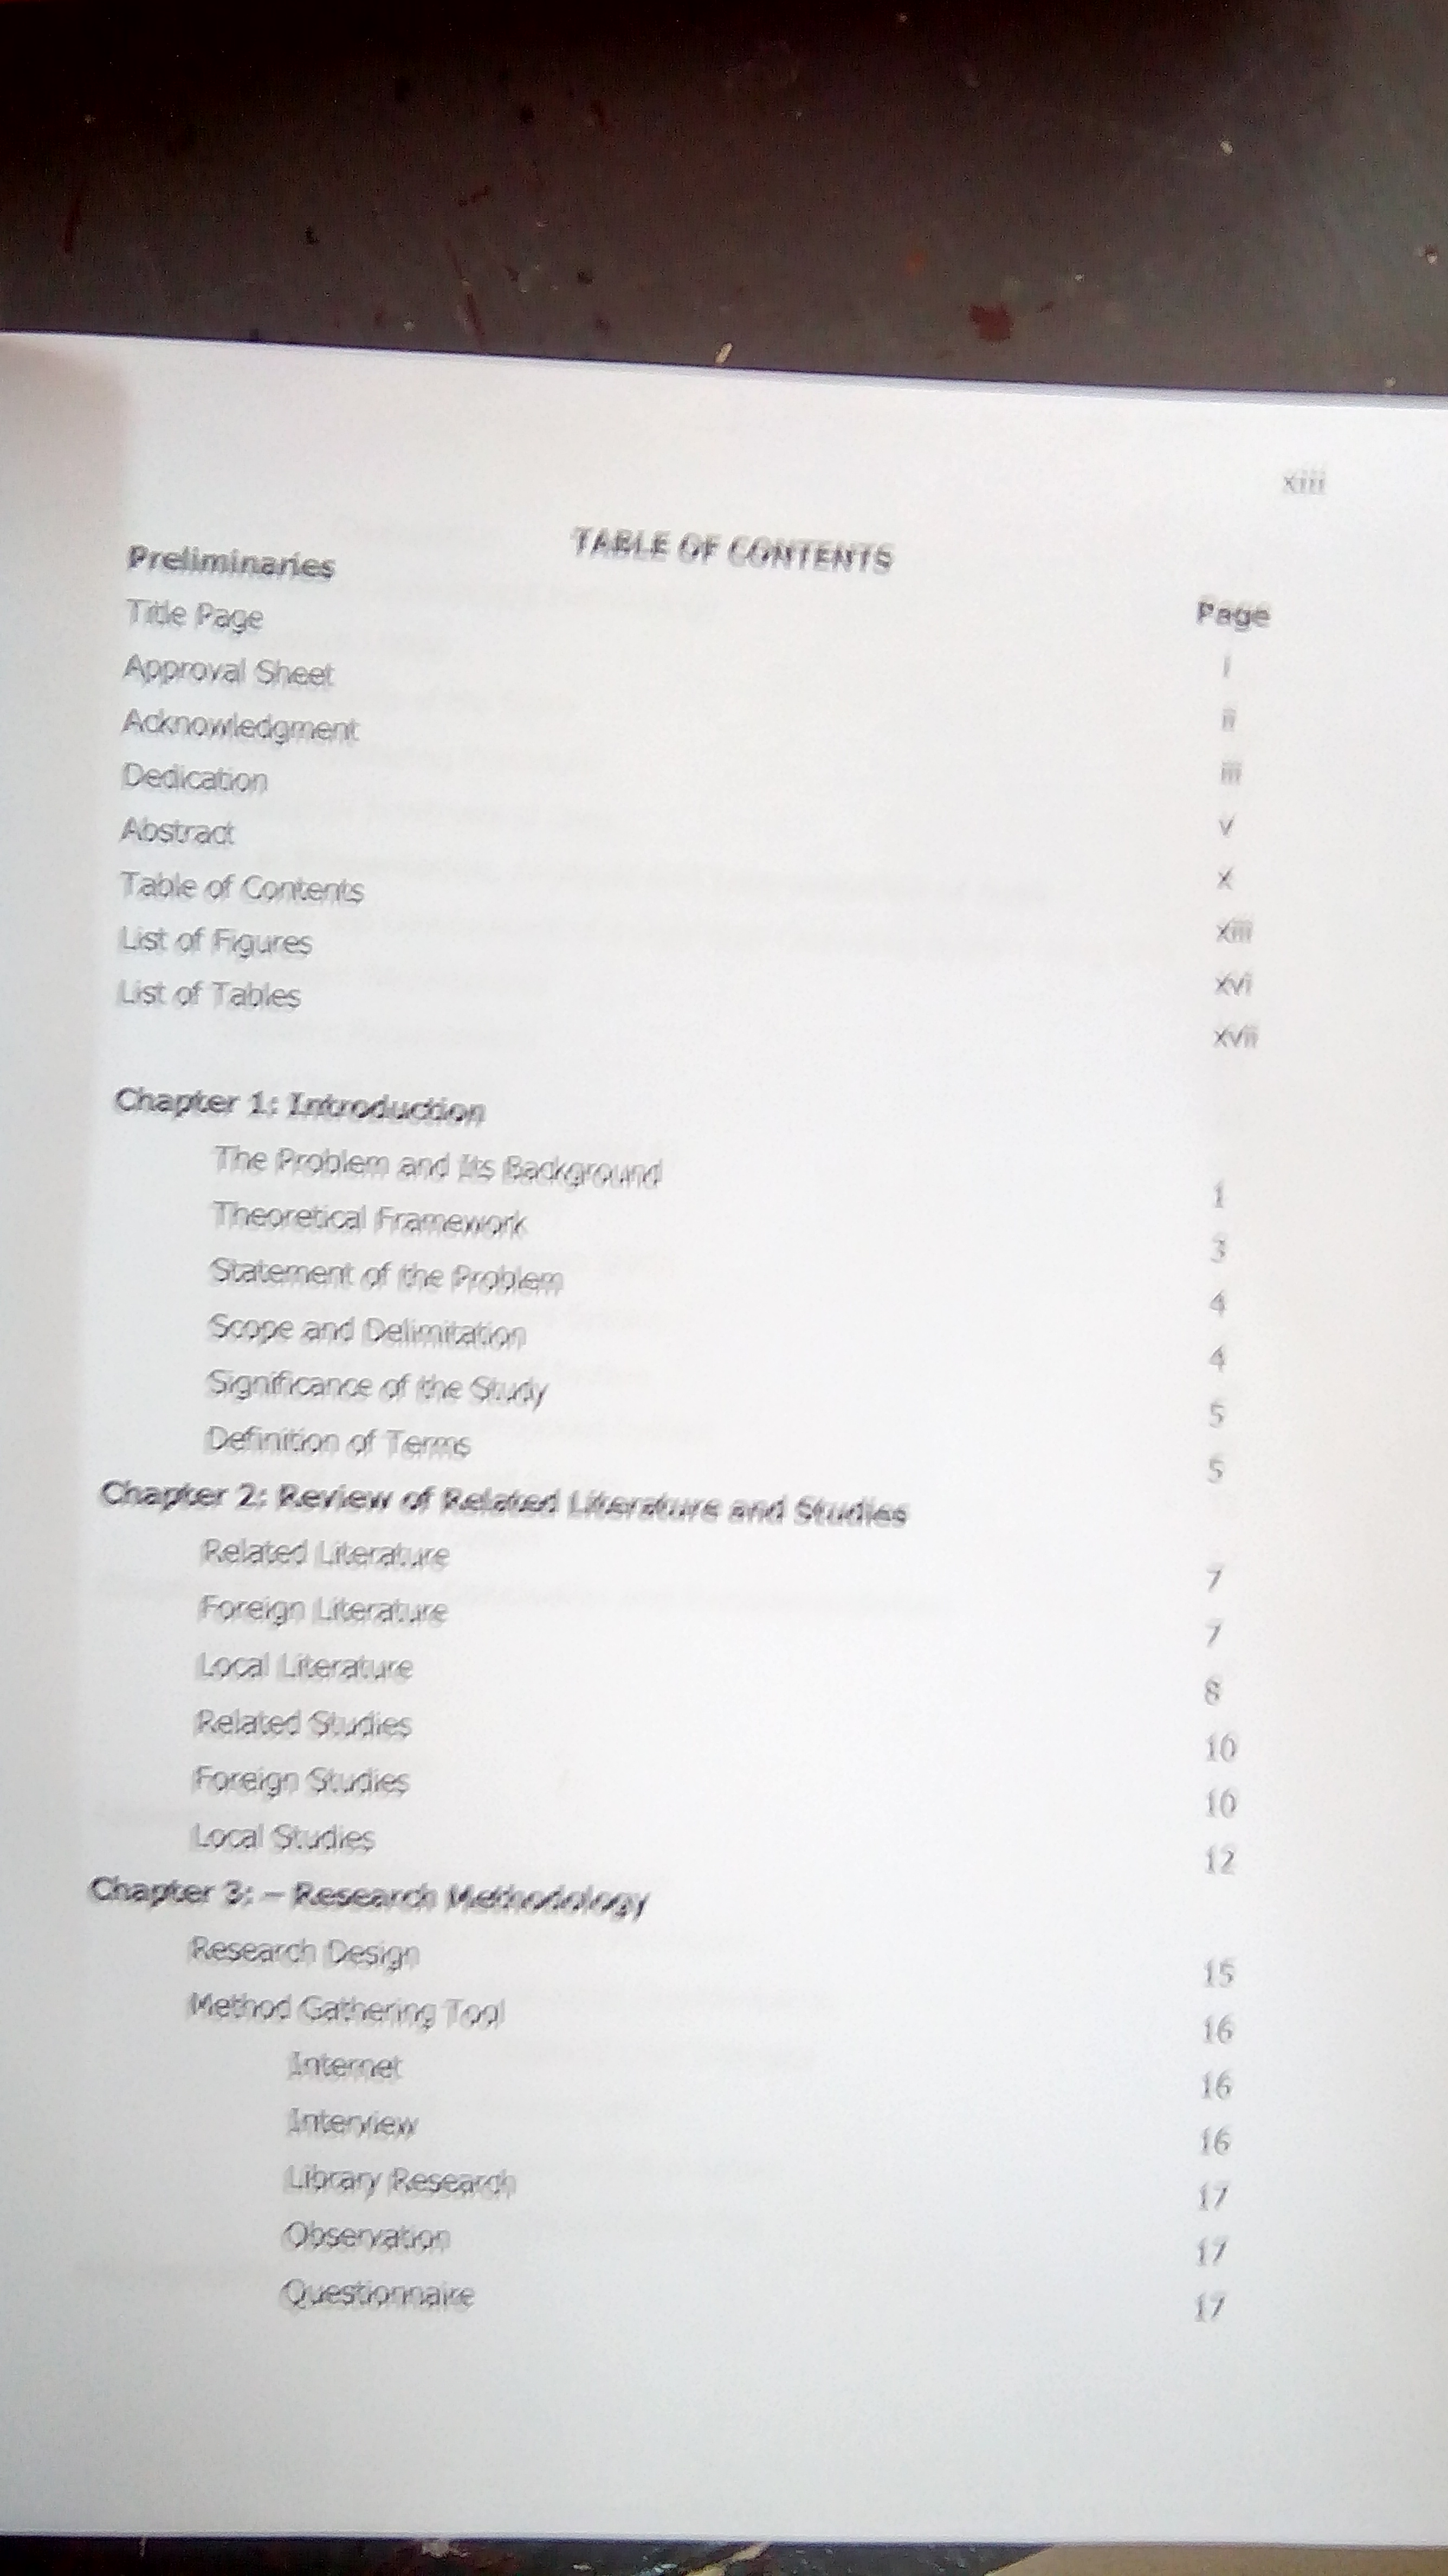 xiii
TABLE OF CONTENTS
Preliminaries Page
Title Page i
Approval Sheet ii
Acknowledgment iii
Dedication v
Abstract x
Table of Contents xiii
List of Figures xvi
List of Tables xvii
Chapter 1: Introduction
The Problem and Its Background 1
Theoretical Framework 3
Statement of the Problem 4
Scope and Delimitation 4
Significance of the Study 5
Definition of Terms 5
Chapter 2: Review of Related Literature and Studies
Related Literature 7
Foreign Literature 7
Local Literature 8
Related Studies 10
Foreign Studies 10
Local Studies 12
Chapter 3: – Research Methodology
Research Design 15
Method Gathering Tool 16
Internet 16
Interview 16
Library Research 17
Observation 17
Questionnaire 17